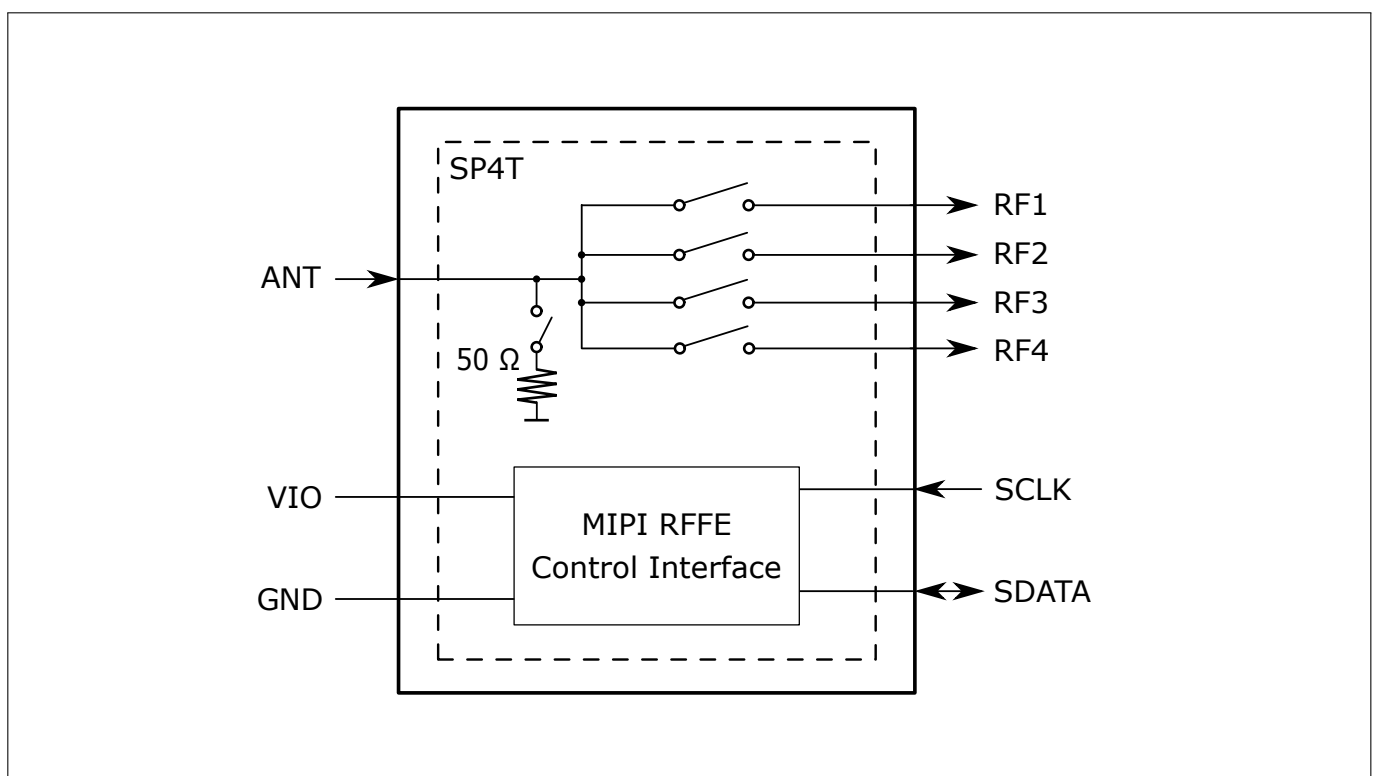 SP4T
RF1
RF2
ANT
RF3
RF4
50 Ω
VIO
SCLK
MIPI RFFE
Control Interface
GND
SDATA